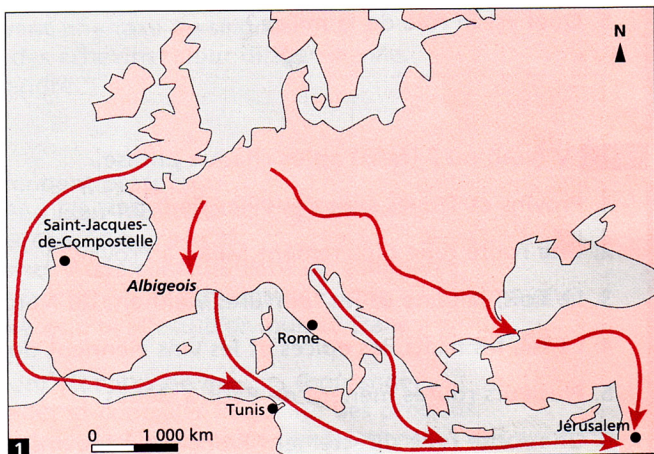 N
Saint-Jacques-
de-Compostelle
Albigeois
Rome
Tunis
Jérusalem
1
0 1 000 km